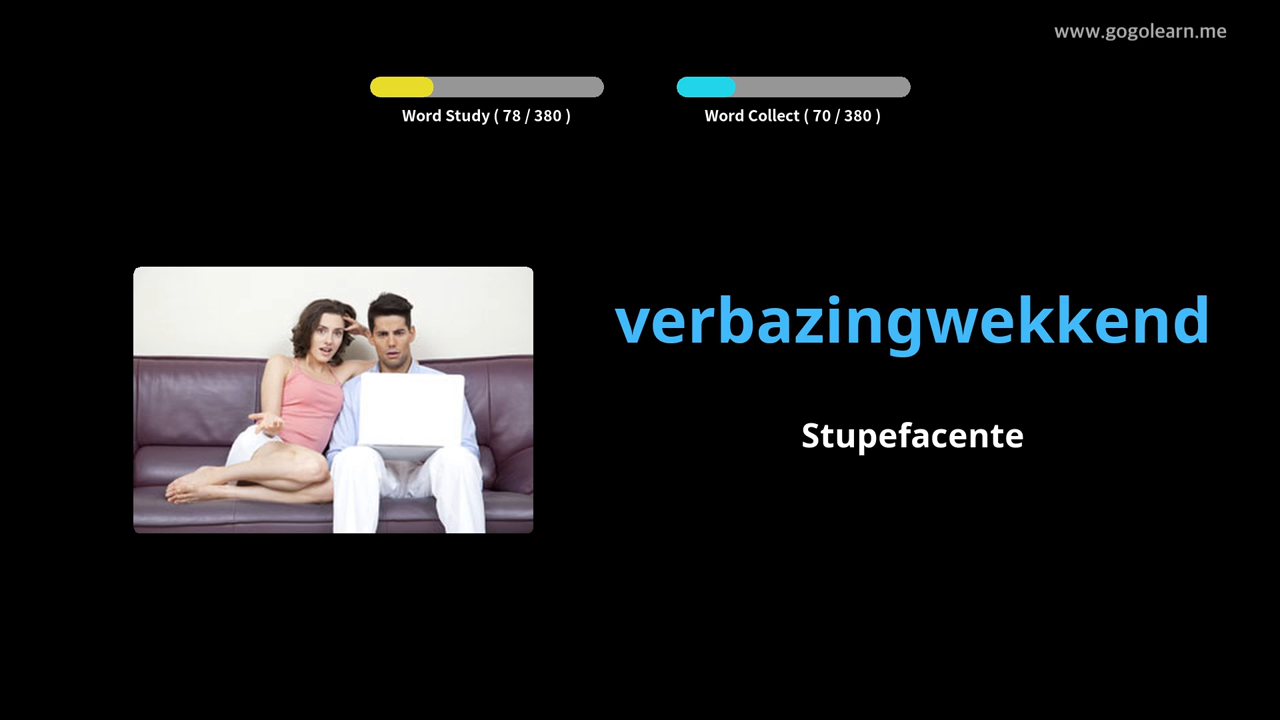 www.gogolearn.me
Word Study ( 78 / 380 )
Word Collect ( 70 / 380 )
verbazingwekkend
Stupefacente